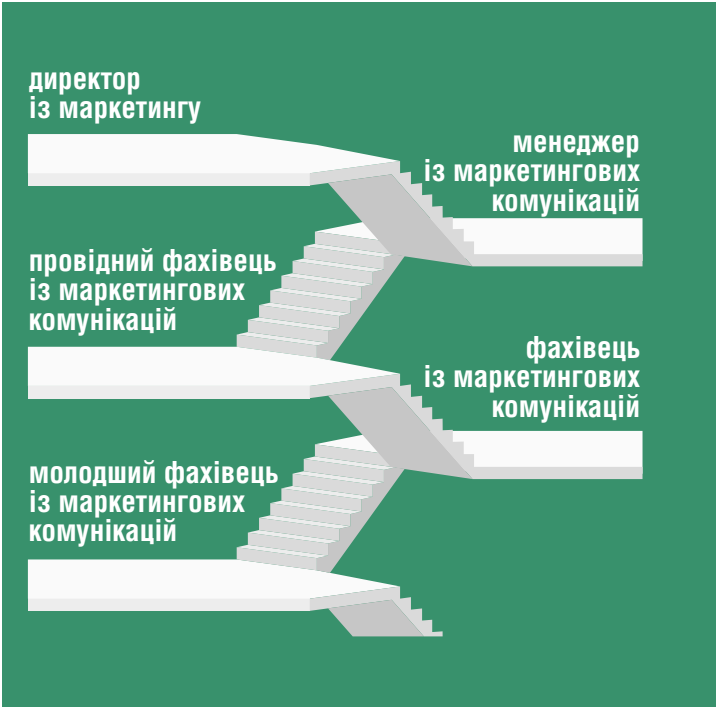 директор
із маркетингу
менеджер
із маркетингових
комунікацій
провідний фахівець
із маркетингових
комунікацій
фахівець
із маркетингових
комунікацій
молодший фахівець
із маркетингових
комунікацій